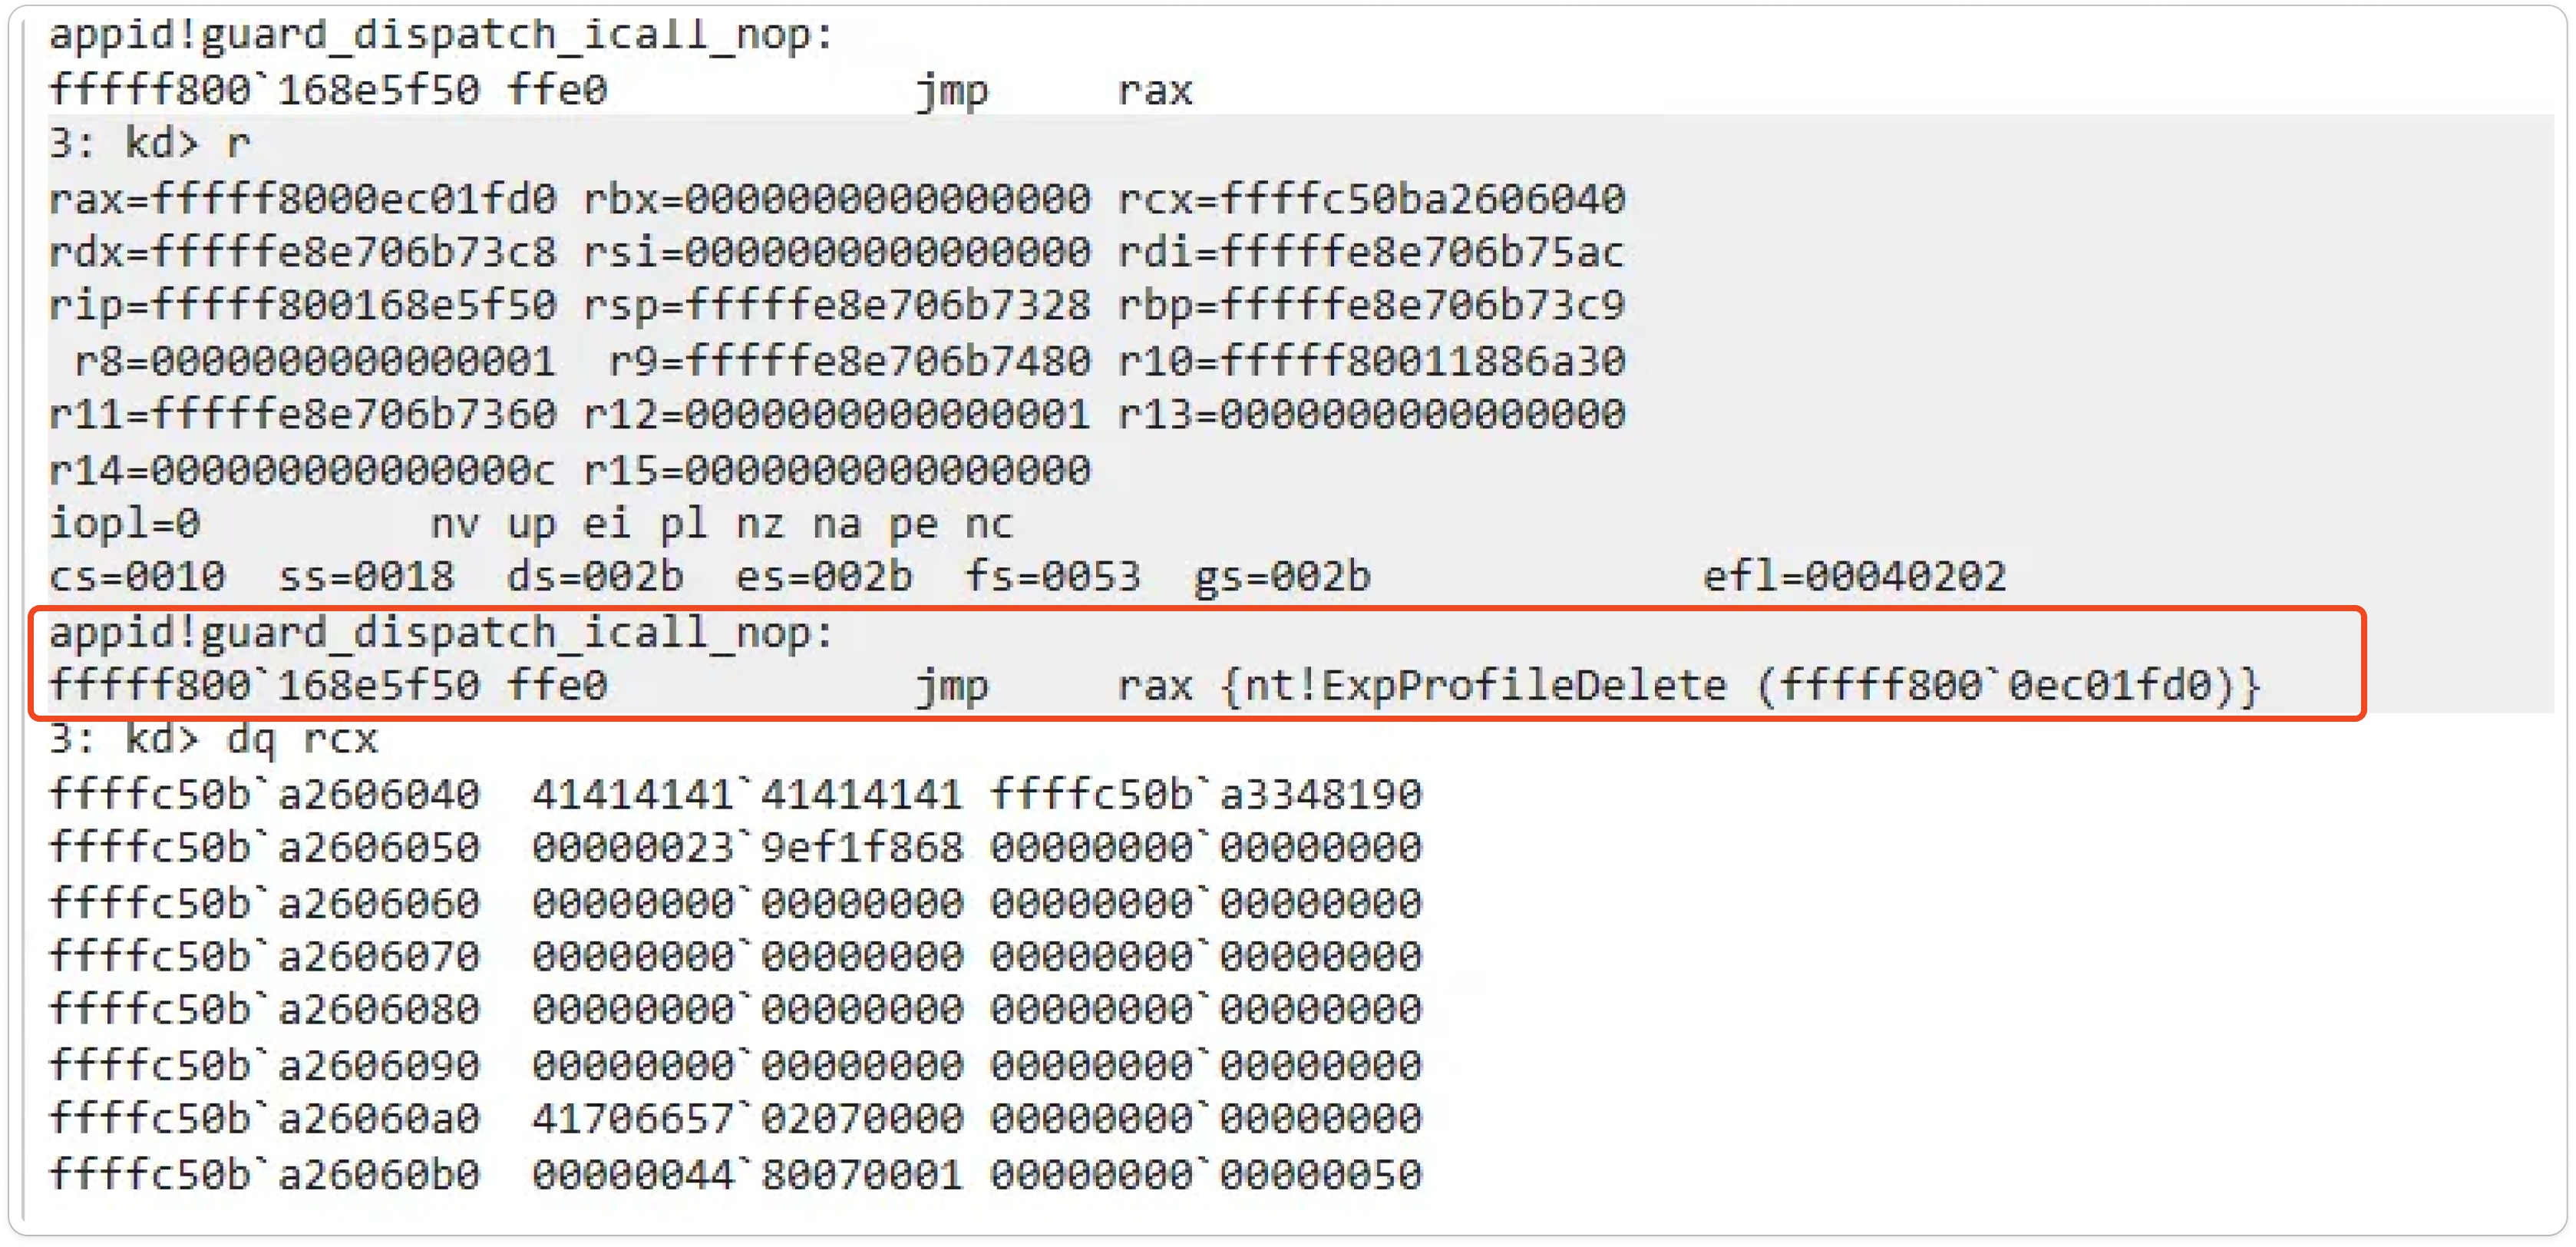 appid!guard_dispatch_icall_nop:
fffff800`168e5f50 ffe0 jmp rax
3: kd> r
rax=fffff8000ec01fd0 rbx=0000000000000000 rcx=ffffc50ba2606040
rdx=fffffe8e706b73c8 rsi=0000000000000000 rdi=fffffe8e706b75ac
rip=fffff800168e5f50 rsp=fffffe8e706b7328 rbp=fffffe8e706b73c9
r8=0000000000000001 r9=fffffe8e706b7480 r10=fffff80011886a30
r11=fffffe8e706b7360 r12=0000000000000001 r13=0000000000000000
r14=000000000000000c r15=0000000000000000
iopl=0 nv up ei pl nz na pe nc
cs=0010 ss=0018 ds=002b es=002b fs=0053 gs=002b efl=00040202
appid!guard_dispatch_icall_nop:
fffff800`168e5f50 ffe0 jmp rax {nt!ExpProfileDelete (fffff800`0ec01fd0)}
3: kd> dq rcx
ffffc50b`a2606040 41414141`41414141 ffffc50b`a3348190
ffffc50b`a2606050 00000023`9ef1f868 00000000`00000000
ffffc50b`a2606060 00000000`00000000 00000000`00000000
ffffc50b`a2606070 00000000`00000000 00000000`00000000
ffffc50b`a2606080 00000000`00000000 00000000`00000000
ffffc50b`a2606090 00000000`00000000 00000000`00000000
ffffc50b`a26060a0 41706657`02070000 00000000`00000000
ffffc50b`a26060b0 00000044`80070001 00000000`00000050